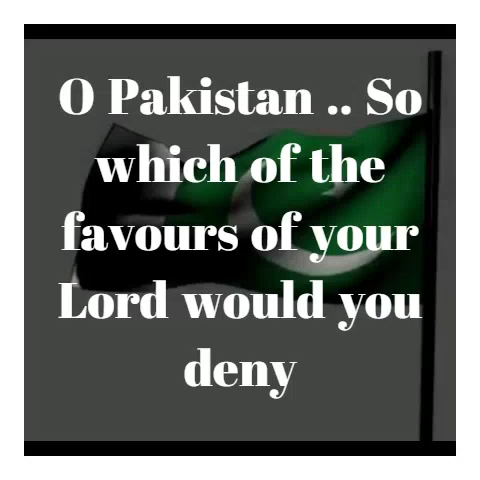 O Pakistan .. So
which of the
favours of your
Lord would you
deny